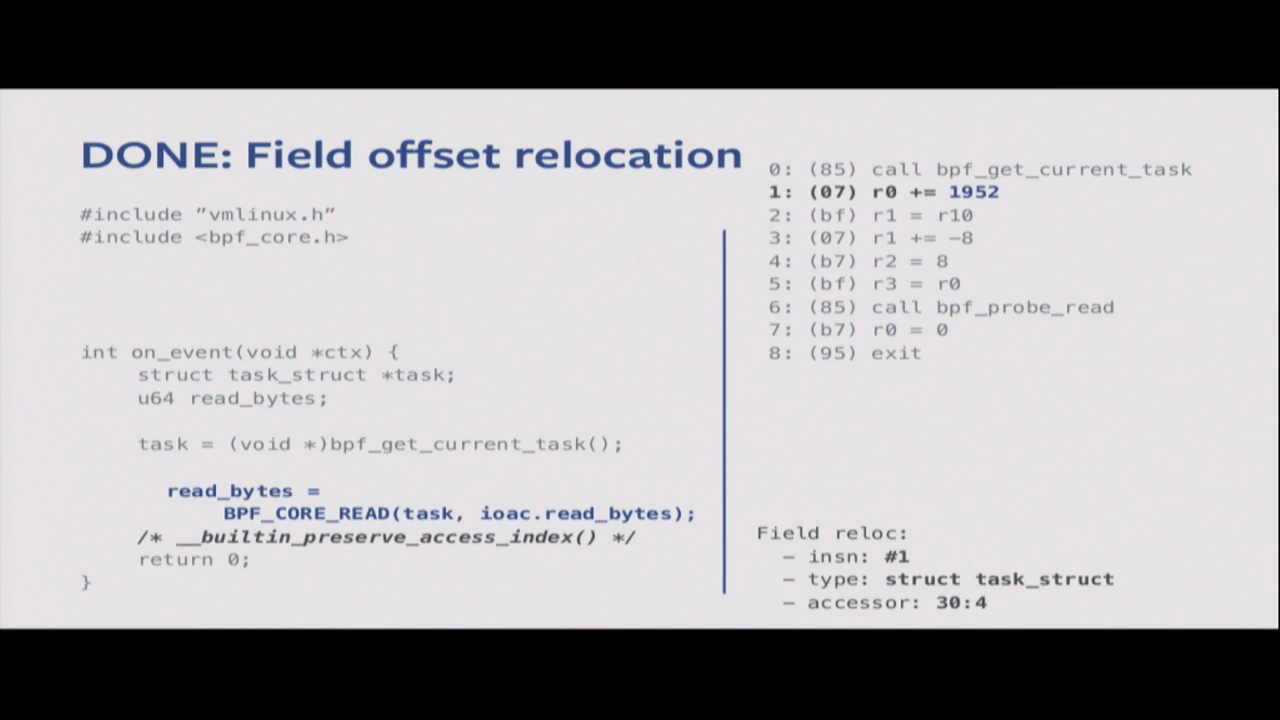 DONE: Field offset relocation
#include ”vmlinux.h”
#include <bpf_core.h>
int on_event(void *ctx) {
struct task_struct *task;
u64 read_bytes;
task = (void *)bpf_get_current_task();
read_bytes =
BPF_CORE_READ(task, ioac.read_bytes);
/* __builtin_preserve_access_index() */
return 0;
}
0: (85) call bpf_get_current_task
1: (07) r0 += 1952
2: (bf) r1 = r10
3: (07) r1 += −8
4: (b7) r2 = 8
5: (bf) r3 = r0
6: (85) call bpf_probe_read
7: (b7) r0 = 0
8: (95) exit
Field reloc:
− insn: #1
− type: struct task_struct
− accessor: 30:4